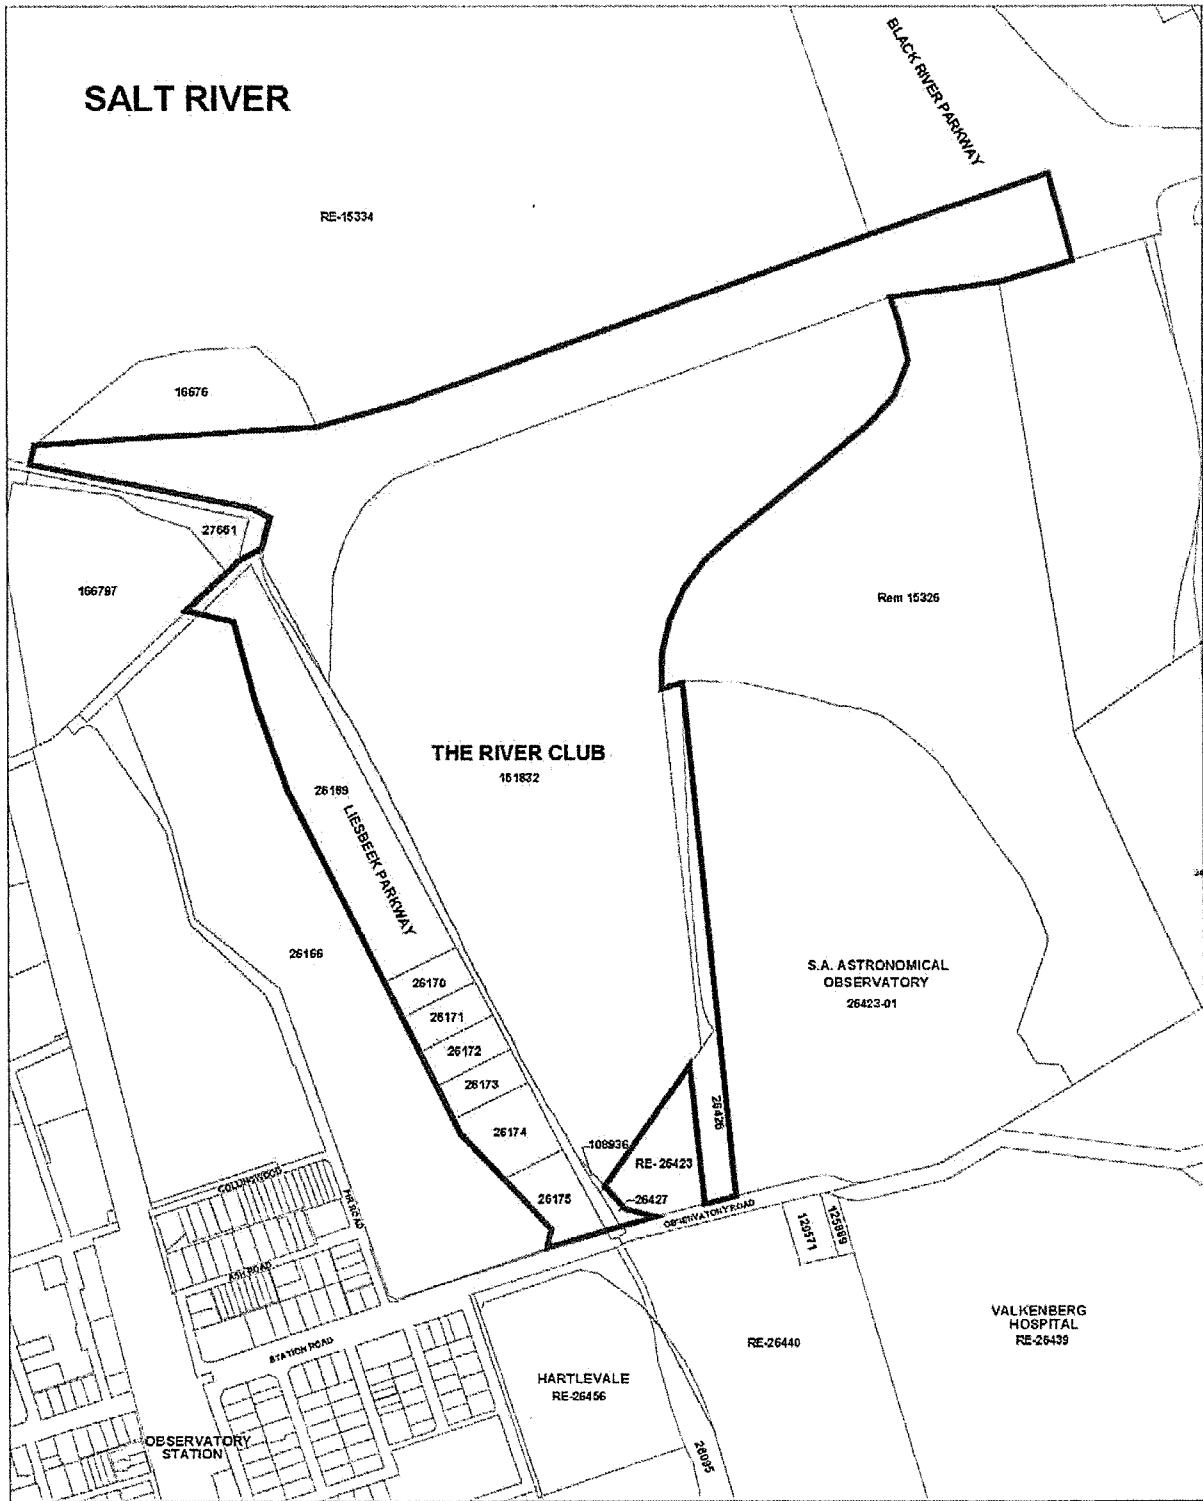 BLACK RIVER PARKWAY
SALT RIVER
RE-15334
16676
27661
166797
Rem 15326
THE RIVER CLUB
151832
26169
LIESBEEK PARKWAY
26166
26170
26171
26172
26173
26174
26175
S.A. ASTRONOMICAL
OBSERVATORY
26423-01
26426
108936
RE-26423
26427
OBSERVATORY ROAD
COLLINGWOOD
ASH ROAD
STATION ROAD
120571
125889
VALKENBERG
HOSPITAL
RE-26439
RE-26440
HARTLEVALE
RE-26456
OBSERVATORY
STATION
26095